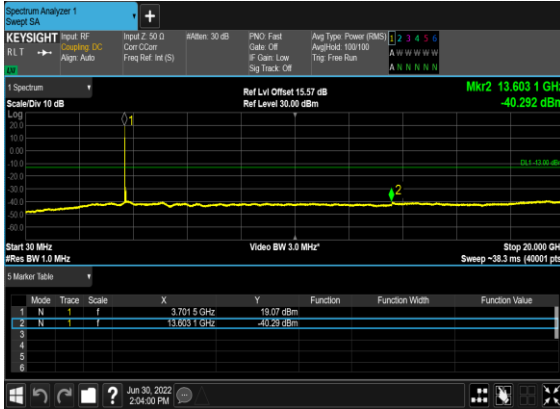 Spectrum Analyzer 1
Swept SA
+
KEYSIGHT
RLT
Input: RF
Coupling: DC
Align: Auto
Input Z: 50 Ω
Corr CCorr
Freq Ref: Int (S)
#Atten: 30 dB
PNO: Fast
Gate: Off
IF Gain: Low
Sig Track: Off
Avg Type: Power (RMS)
Avg|Hold: 100/100
Trig: Free Run
1 2 3 4 5 6
A W W W W W
A N N N N N
1 Spectrum
Scale/Div 10 dB
Ref Lvl Offset 15.57 dB
Ref Level 30.00 dBm
Mkr2 13.603 1 GHz
-40.292 dBm
Log
20.0
10.0
0.00
-10.0
-20.0
-30.0
-40.0
-50.0
-60.0
1
DL1 -13.00 dBm
2
Start 30 MHz
#Res BW 1.0 MHz
Video BW 3.0 MHz*
Stop 20.000 GH
Sweep ~38.3 ms (40001 pts
5 Marker Table
Mode Trace Scale X Y Function Function Width Function Value
1 N 1 f 3.701 5 GHz 19.07 dBm
2 N 1 f 13.603 1 GHz -40.29 dBm
3
4
5
6
?
Jun 30, 2022
2:04:00 PM